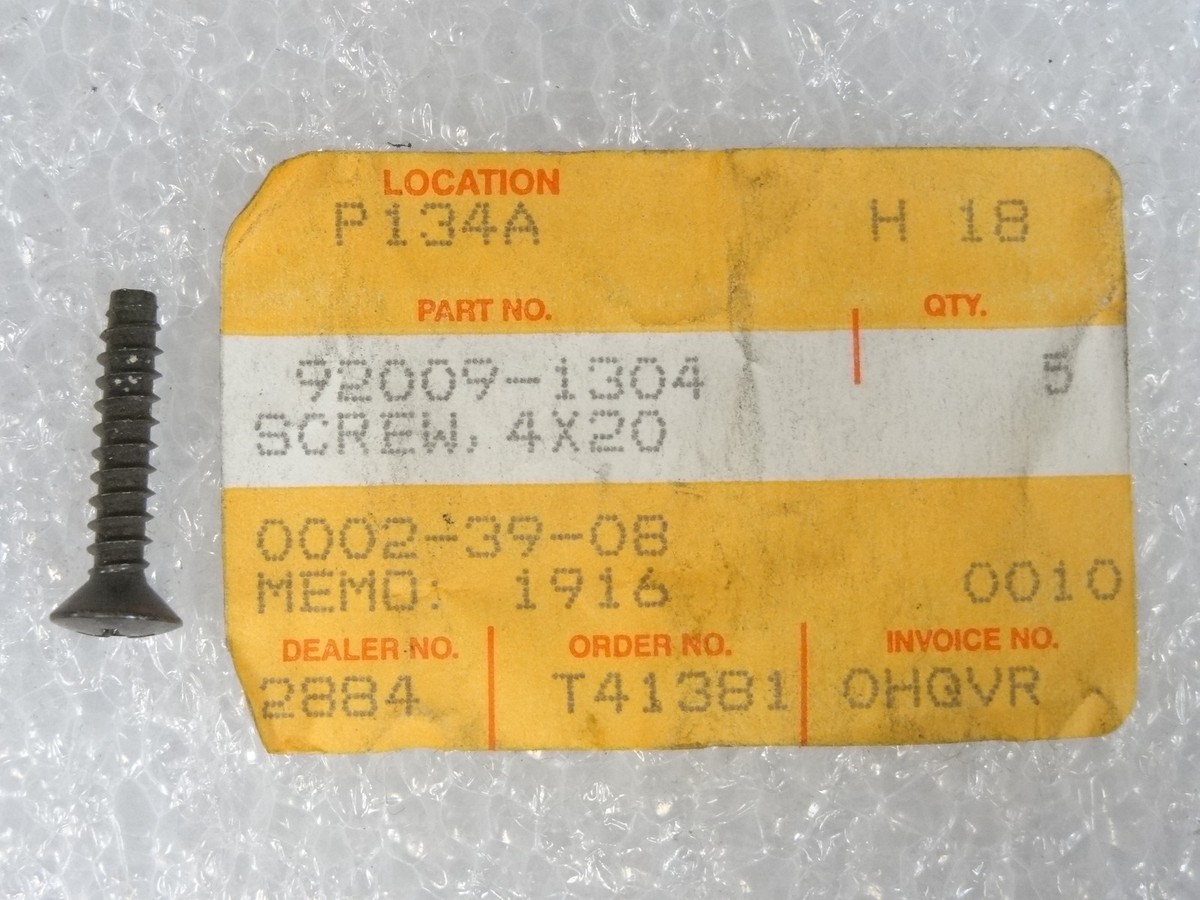 LOCATION
P134A H 18
PART NO. QTY.
92009-1304 5
SCREW, 4X20
0002-39-08
MEMO: 1916 0010
DEALER NO. ORDER NO. INVOICE NO.
2884 T41381 OHQVR